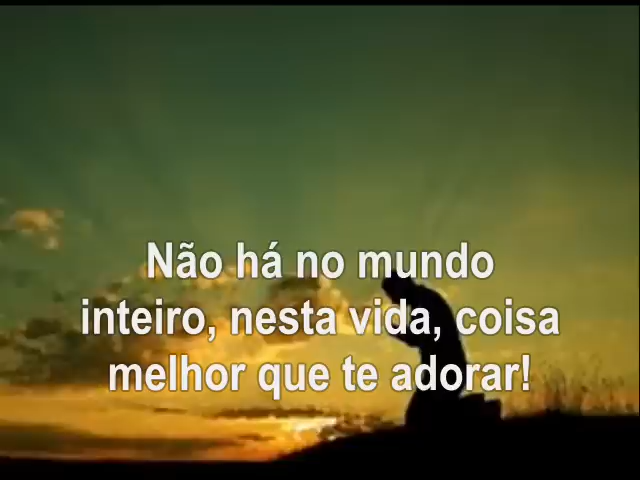 Não há no mundo
inteiro, nesta vida, coisa
melhor que te adorar!